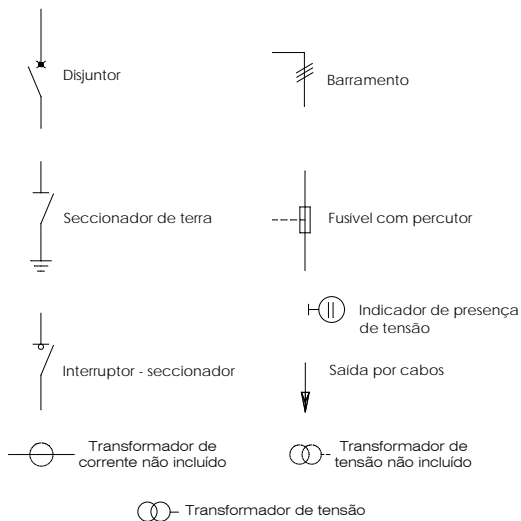 Disjuntor
Barramento
Seccionador de terra
Fusível com percutor
Indicador de presença
de tensão
Interruptor - seccionador
Saída por cabos
Transformador de
corrente não incluído
Transformador de
tensão não incluído
Transformador de tensão